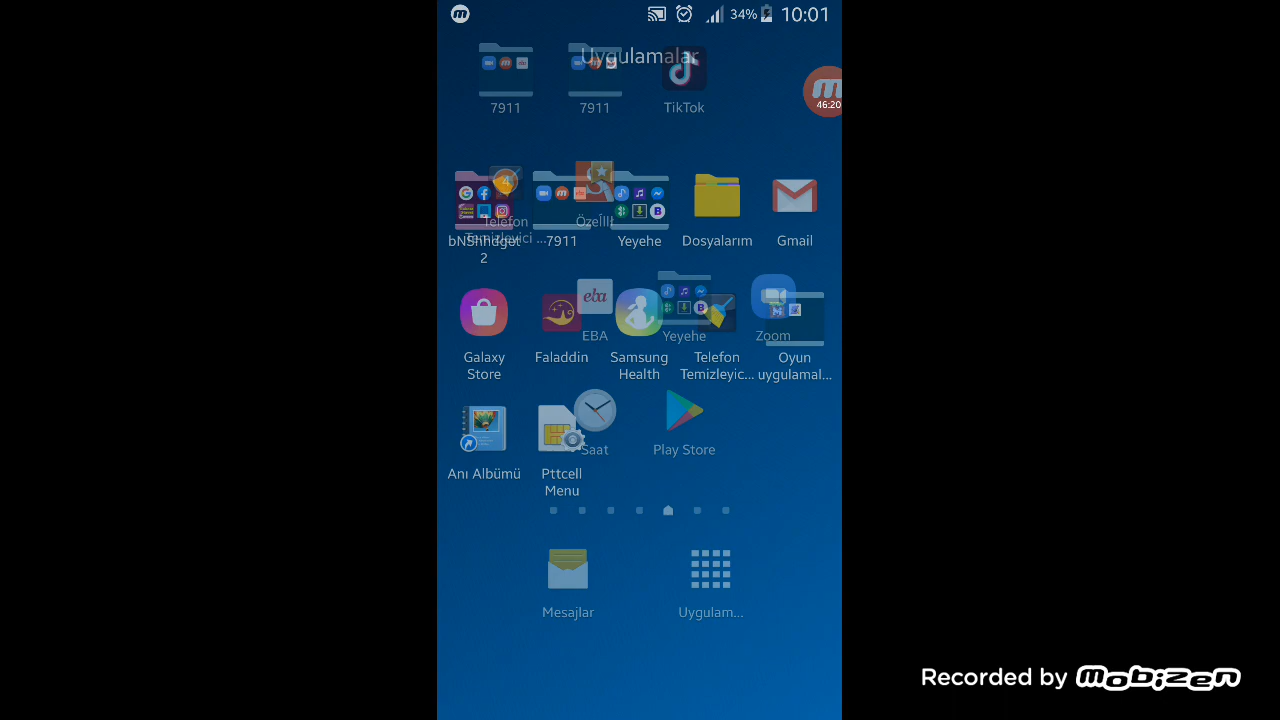 34% 10:01
Uygulamalar
7911
7911
TikTok
46:20
4
Telefon
Temizleyici ...
bNShhdget
2
7911
Yeyehe
Dosyalarım
Gmail
eba
EBA
Yeyehe
Zoom
Galaxy
Store
Faladdin
Samsung
Health
Telefon
Temizleyic...
Oyun
uygulamal...
Saat
Play Store
Anı Albümü
Pttcell
Menu
Mesajlar
Uygulam...
Recorded by mobizen